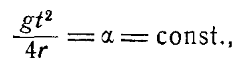 gt²/4r = α = const.,